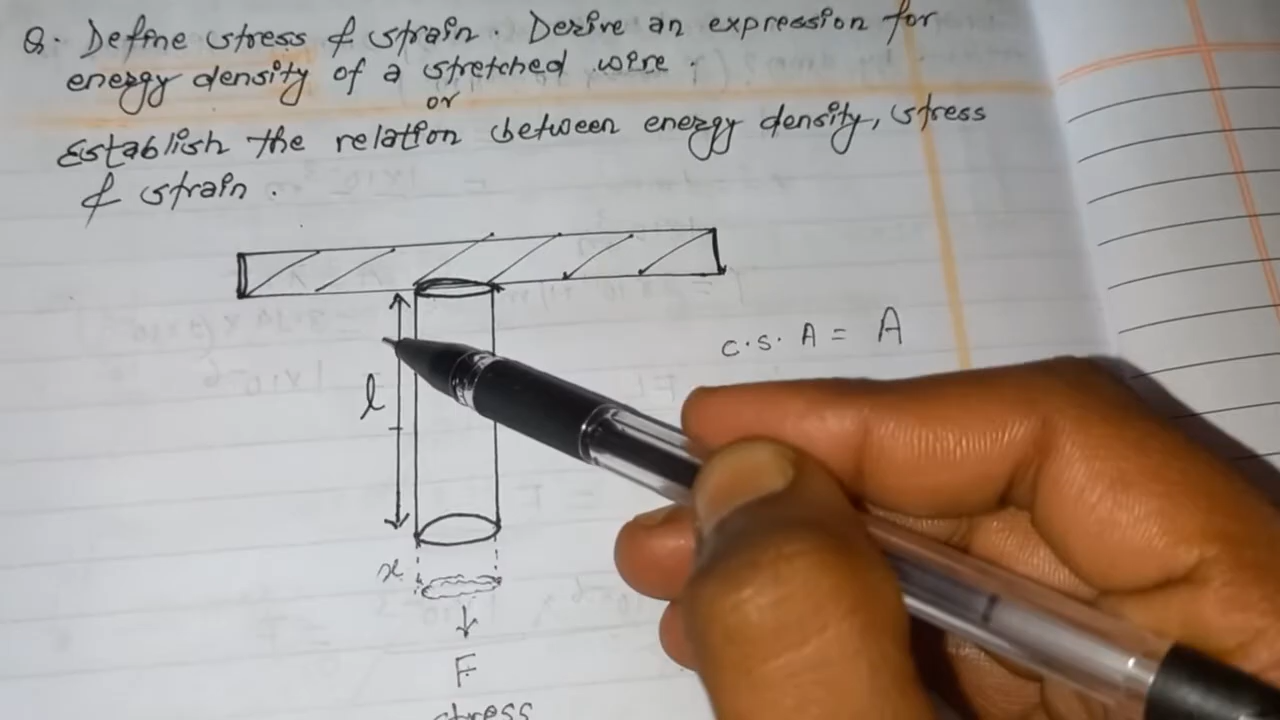 Q. Define stress & strain. Derive an expression for
energy density of a stretched wire.
or
Establish the relation between energy density, stress
& strain.
c.s. A = A
l
x
F
stress